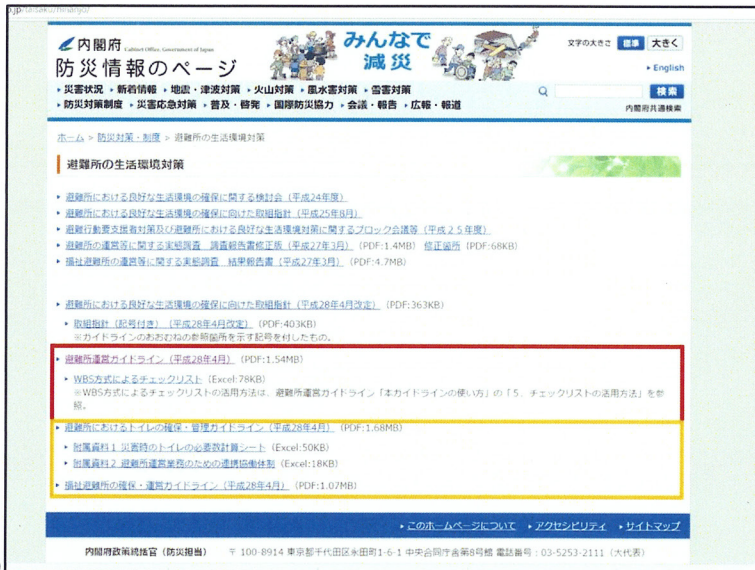 内閣府 Cabinet Office, Government of Japan
防災情報のページ
みんなで
減災
文字の大きさ 標準 大きく
English
災害状況 新着情報 地震・津波対策 火山対策 風水害対策 雪害対策
防災対策制度 災害応急対策 普及・啓発 国際防災協力 会議・報告 広報・報道
検索
内閣府共通検索
ホーム > 防災対策・制度 > 避難所の生活環境対策
避難所の生活環境対策
避難所における良好な生活環境の確保に関する検討会（平成24年度）
避難所における良好な生活環境の確保に向けた取組指針（平成25年8月）
避難行動要支援者対策及び避難所における良好な生活環境対策に関するブロック会議等（平成２５年度）
避難所の運営等に関する実態調査 調査報告書修正版（平成27年3月）（PDF:1.4MB） 修正箇所（PDF:68KB）
福祉避難所の運営等に関する実態調査 結果報告書（平成27年3月）（PDF:4.7MB）
避難所における良好な生活環境の確保に向けた取組指針（平成28年4月改定）（PDF:363KB）
取組指針（記号付き）（平成28年4月改定）（PDF:403KB）
※ガイドラインのおおむねの参照箇所を示す記号を付したもの。
避難所運営ガイドライン（平成28年4月）（PDF:1.54MB）
WBS方式によるチェックリスト（Excel:78KB）
※WBS方式によるチェックリストの活用方法は、避難所運営ガイドライン「本ガイドラインの使い方」の「５．チェックリストの活用方法」を参
照。
避難所におけるトイレの確保・管理ガイドライン（平成28年4月）（PDF:1.68MB）
附属資料１ 災害時のトイレの必要数計算シート（Excel:50KB）
附属資料２ 避難所運営業務のための連携協働体制（Excel:18KB）
福祉避難所の確保・運営ガイドライン（平成28年4月）（PDF:1.07MB）
このホームページについて アクセシビリティ サイトマップ
内閣府政策統括官（防災担当） 〒100-8914 東京都千代田区永田町1-6-1 中央合同庁舎第8号館 電話番号：03-5253-2111（大代表）